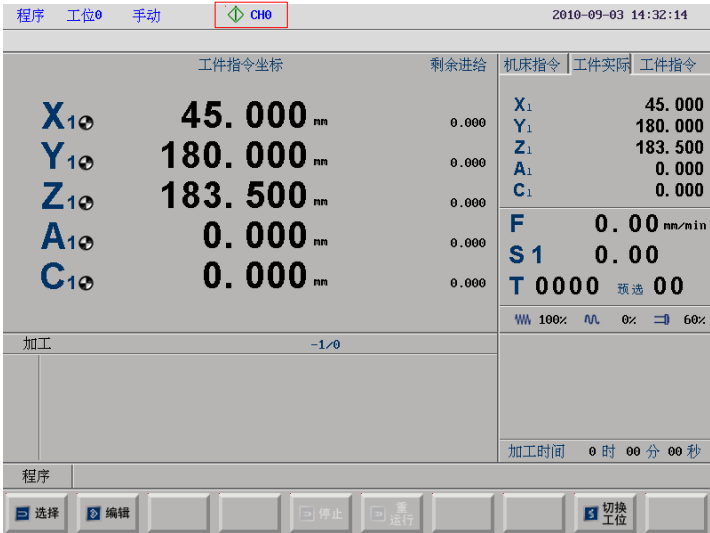 程序 工位0 手动 CH0 2010-09-03 14:32:14
工件指令坐标 剩余进给
X1 45.000 mm 0.000
Y1 180.000 mm 0.000
Z1 183.500 mm 0.000
A1 0.000 mm 0.000
C1 0.000 mm 0.000
机床指令 工件实际 工件指令
X1 45.000
Y1 180.000
Z1 183.500
A1 0.000
C1 0.000
F 0.00 mm/min
S 1 0.00
T 0000 预选 00
100% 0% 60%
加工 -1/0
加工时间 0 时 00 分 00 秒
程序
选择 编辑 停止 重运行 切换工位